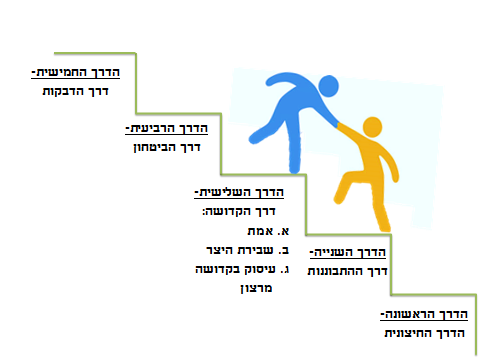 הדרך החמישית-
דרך הדבקות
הדרך הרביעית-
דרך הביטחון
הדרך השלישית-
דרך הקדושה:
א. אמת
ב. שבירת היצר
ג. עיסוק בקדושה
מרצון
הדרך השנייה-
דרך ההתבוננות
הדרך הראשונה-
הדרך החיצונית